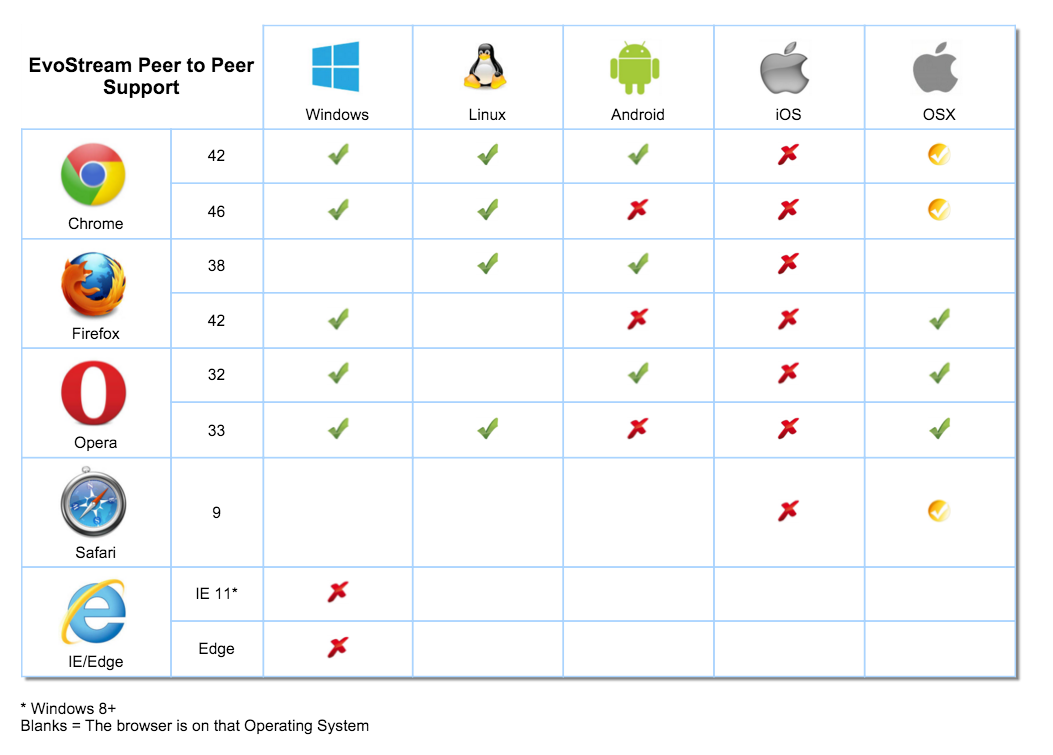 EvoStream Peer to Peer
Support
Windows
Linux
Android
iOS
OSX
Chrome
42
46
Firefox
38
42
Opera
32
33
Safari
9
IE/Edge
IE 11*
Edge
* Windows 8+
Blanks = The browser is on that Operating System